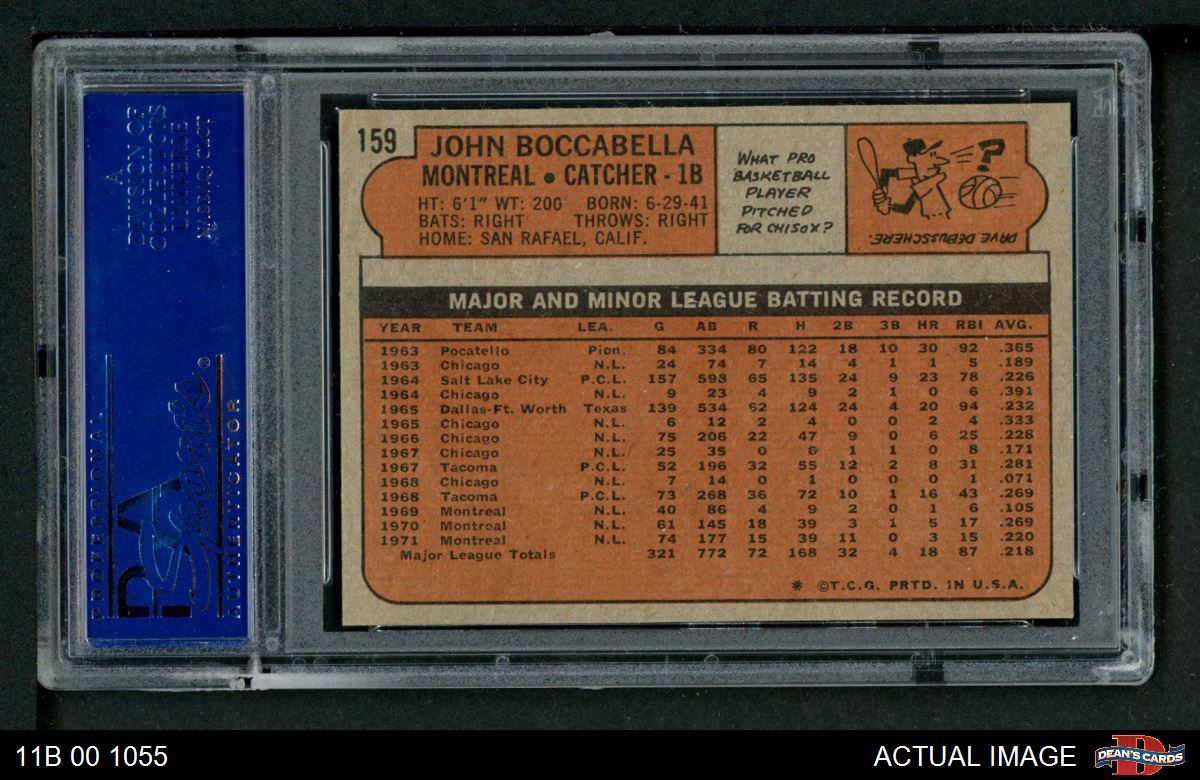 A
DIVISION OF
COLLECTORS
UNIVERSE
NASDAQ: CLCT
PROFESSIONAL
PSA
Sports
®
AUTHENTICATOR
159
JOHN BOCCABELLA
MONTREAL • CATCHER - 1B
HT: 6'1" WT: 200 BORN: 6-29-41
BATS: RIGHT THROWS: RIGHT
HOME: SAN RAFAEL, CALIF.
WHAT PRO
BASKETBALL
PLAYER
PITCHED
FOR CHISOX?
?
DAVE DEBUSSCHERE.
MAJOR AND MINOR LEAGUE BATTING RECORD
YEAR TEAM LEA. G AB R H 2B 3B HR RBI AVG.
1963 Pocatello Pion. 84 334 80 122 18 10 30 92 .365
1963 Chicago N.L. 24 74 7 14 4 1 1 5 .189
1964 Salt Lake City P.C.L. 157 598 65 135 24 9 23 78 .226
1964 Chicago N.L. 9 23 4 9 2 1 0 6 .391
1965 Dallas-Ft. Worth Texas 139 534 62 124 24 4 20 94 .232
1965 Chicago N.L. 6 12 2 4 0 0 2 4 .333
1966 Chicago N.L. 75 206 22 47 9 0 6 25 .228
1967 Chicago N.L. 25 35 0 6 1 1 0 8 .171
1967 Tacoma P.C.L. 52 196 32 55 12 2 8 31 .281
1968 Chicago N.L. 7 14 0 1 0 0 0 1 .071
1968 Tacoma P.C.L. 73 268 36 72 10 1 16 43 .269
1969 Montreal N.L. 40 86 4 9 2 0 1 6 .105
1970 Montreal N.L. 61 145 18 39 3 1 5 17 .269
1971 Montreal N.L. 74 177 15 39 11 0 3 15 .220
Major League Totals 321 772 72 168 32 4 18 87 .218
* ©T.C.G. PRTD. IN U.S.A.
11B 00 1055
ACTUAL IMAGE
D
DEAN'S CARDS